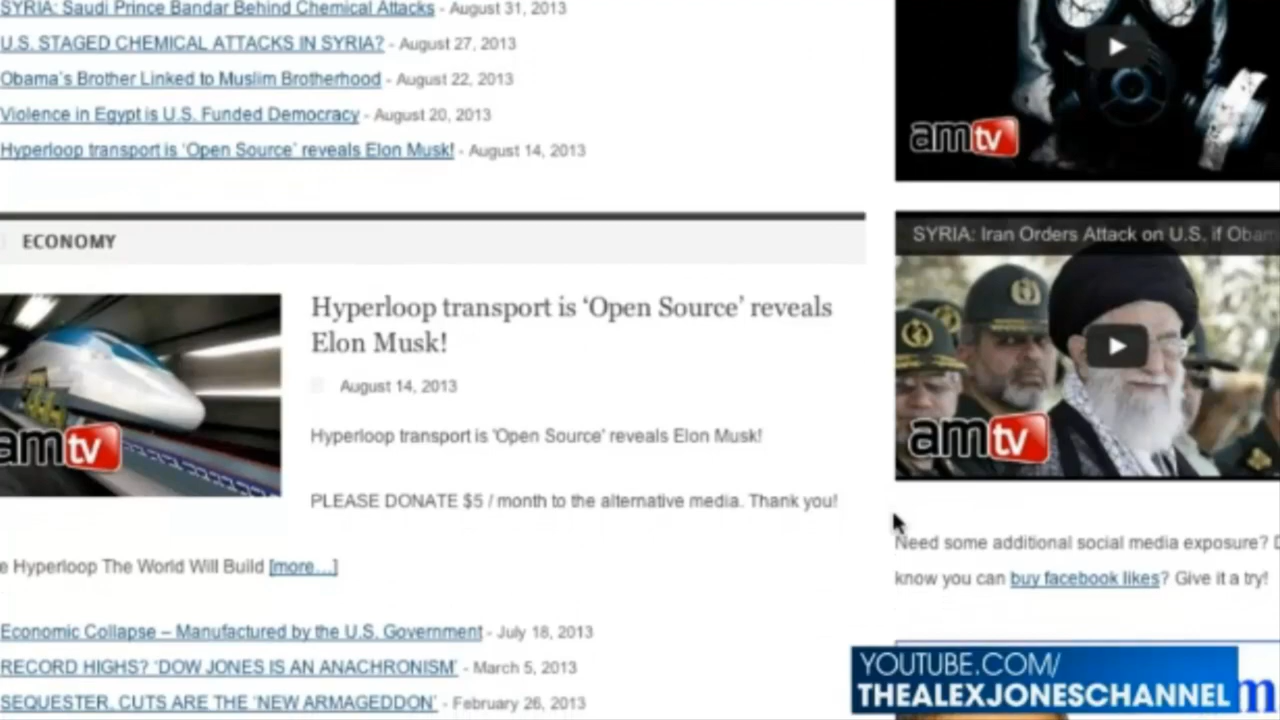 SYRIA: Saudi Prince Bandar Behind Chemical Attacks - August 31, 2013
U.S. STAGED CHEMICAL ATTACKS IN SYRIA? - August 27, 2013
Obama's Brother Linked to Muslim Brotherhood - August 22, 2013
Violence in Egypt is U.S. Funded Democracy - August 20, 2013
Hyperloop transport is 'Open Source' reveals Elon Musk! - August 14, 2013
ECONOMY
Hyperloop transport is ‘Open Source’ reveals
Elon Musk!
August 14, 2013
Hyperloop transport is 'Open Source' reveals Elon Musk!
PLEASE DONATE $5 / month to the alternative media. Thank you!
amtv
e Hyperloop The World Will Build [more...]
Economic Collapse – Manufactured by the U.S. Government - July 18, 2013
RECORD HIGHS? 'DOW JONES IS AN ANACHRONISM' - March 5, 2013
SEQUESTER, CUTS ARE THE 'NEW ARMAGEDDON' - February 26, 2013
amtv
SYRIA: Iran Orders Attack on U.S. if Obam
amtv
Need some additional social media exposure? D
know you can buy facebook likes? Give it a try!
YOUTUBE.COM/
THEALEXJONESCHANNEL
m